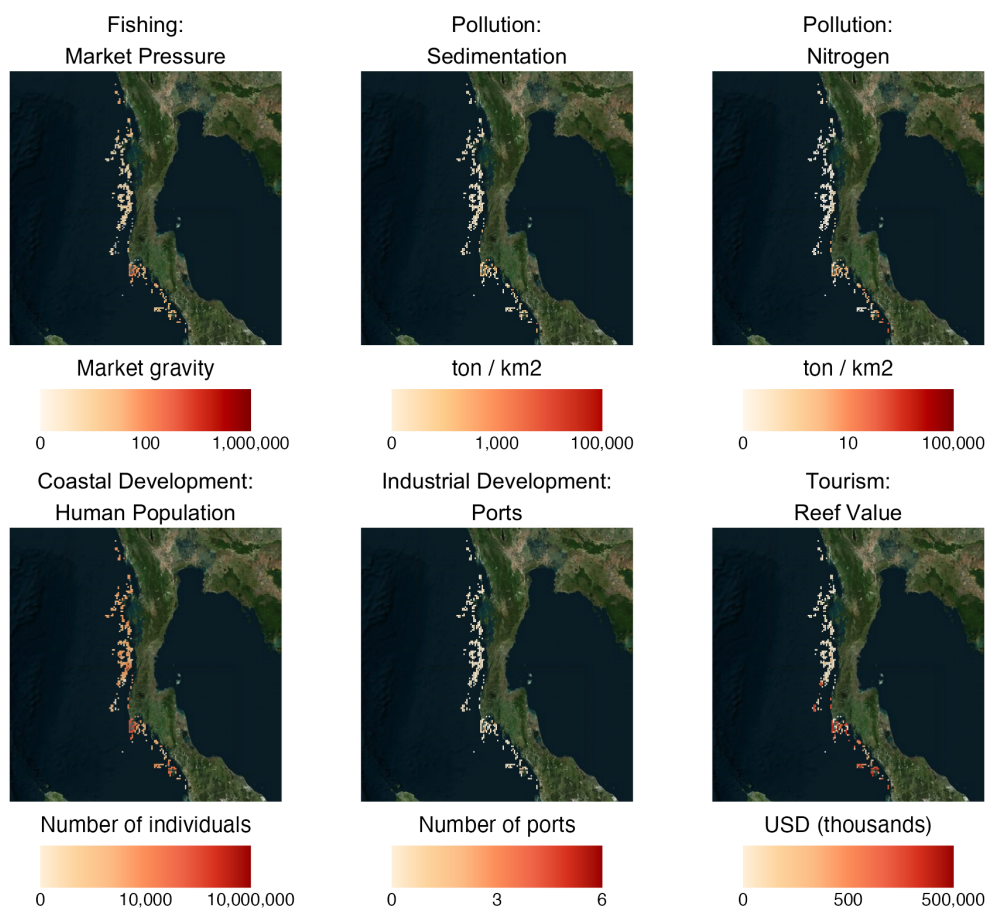 Fishing:
Market Pressure
Pollution:
Sedimentation
Pollution:
Nitrogen
Market gravity
0 100 1,000,000
ton / km2
0 1,000 100,000
ton / km2
0 10 100,000
Coastal Development:
Human Population
Industrial Development:
Ports
Tourism:
Reef Value
Number of individuals
0 10,000 10,000,000
Number of ports
0 3 6
USD (thousands)
0 500 500,000